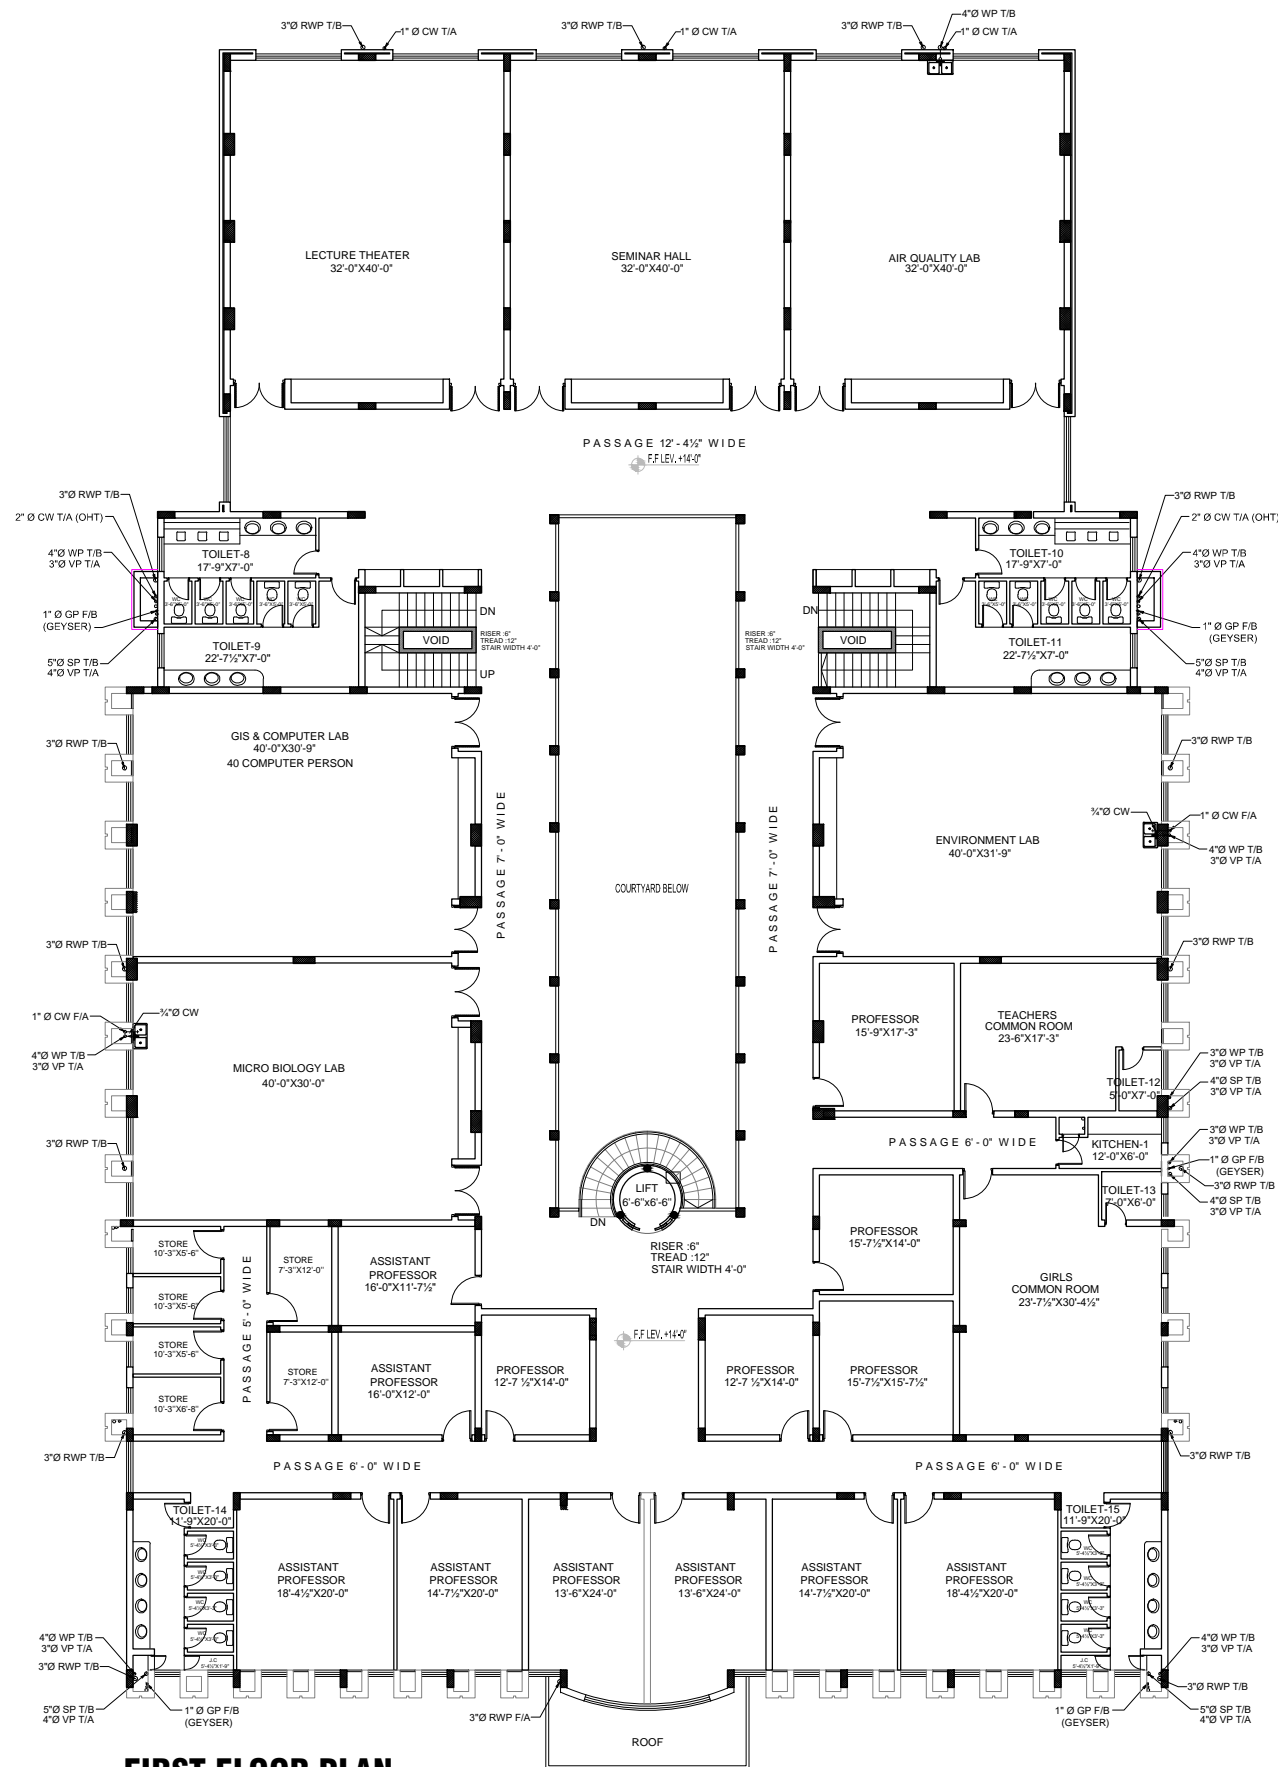 3"Ø RWP T/B
1" Ø CW T/A
3"Ø RWP T/B
1" Ø CW T/A
3"Ø RWP T/B
4"Ø WP T/B
1" Ø CW T/A
LECTURE THEATER
32'-0"X40'-0"
SEMINAR HALL
32'-0"X40'-0"
AIR QUALITY LAB
32'-0"X40'-0"
PASSAGE 12'-4½" WIDE
F.F LEV. +14'-0"
3"Ø RWP T/B
2" Ø CW T/A (OHT)
4"Ø WP T/B
3"Ø VP T/A
1" Ø GP F/B
(GEYSER)
5"Ø SP T/B
4"Ø VP T/A
TOILET-8
17'-9"X7'-0"
TOILET-9
22'-7½"X7'-0"
DN
VOID
UP
RISER :6"
TREAD :12"
STAIR WIDTH 4'-0"
RISER :6"
TREAD :12"
STAIR WIDTH 4'-0"
DN
VOID
TOILET-10
17'-9"X7'-0"
TOILET-11
22'-7½"X7'-0"
3"Ø RWP T/B
2" Ø CW T/A (OHT)
4"Ø WP T/B
3"Ø VP T/A
1" Ø GP F/B
(GEYSER)
5"Ø SP T/B
4"Ø VP T/A
GIS & COMPUTER LAB
40'-0"X30'-9"
40 COMPUTER PERSON
3"Ø RWP T/B
PASSAGE 7'-0" WIDE
COURTYARD BELOW
PASSAGE 7'-0" WIDE
ENVIRONMENT LAB
40'-0"X31'-9"
3"Ø RWP T/B
¾"Ø CW
1" Ø CW F/A
4"Ø WP T/B
3"Ø VP T/A
3"Ø RWP T/B
3"Ø RWP T/B
1" Ø CW F/A
¾"Ø CW
4"Ø WP T/B
3"Ø VP T/A
MICRO BIOLOGY LAB
40'-0"X30'-0"
3"Ø RWP T/B
PROFESSOR
15'-9"X17'-3"
TEACHERS
COMMON ROOM
23-6"X17'-3"
TOILET-12
5'-0"X7'-0"
3"Ø WP T/B
3"Ø VP T/A
4"Ø SP T/B
3"Ø VP T/A
PASSAGE 6'-0" WIDE
KITCHEN-1
12'-0"X6'-0"
3"Ø WP T/B
3"Ø VP T/A
1" Ø GP F/B
(GEYSER)
3"Ø RWP T/B
4"Ø SP T/B
3"Ø VP T/A
TOILET-13
7'-0"X6'-0"
LIFT
6'-6"x6'-6"
DN
RISER :6"
TREAD :12"
STAIR WIDTH 4'-0"
PROFESSOR
15'-7½"X14'-0"
GIRLS
COMMON ROOM
23'-7½"X30'-4½"
STORE
10'-3"X5'-6"
STORE
10'-3"X5'-6"
STORE
10'-3"X5'-6"
STORE
10'-3"X6'-8"
PASSAGE 5'-0" WIDE
STORE
7'-3"X12'-0"
STORE
7'-3"X12'-0"
ASSISTANT
PROFESSOR
16'-0"X11'-7½"
ASSISTANT
PROFESSOR
16'-0"X12'-0"
PROFESSOR
12'-7 ½"X14'-0"
F.F LEV. +14'-0"
PROFESSOR
12'-7 ½"X14'-0"
PROFESSOR
15'-7½"X15'-7½"
3"Ø RWP T/B
3"Ø RWP T/B
PASSAGE 6'-0" WIDE
PASSAGE 6'-0" WIDE
TOILET-14
11'-9"X20'-0"
ASSISTANT
PROFESSOR
18'-4½"X20'-0"
ASSISTANT
PROFESSOR
14'-7½"X20'-0"
ASSISTANT
PROFESSOR
13'-6"X24'-0"
ASSISTANT
PROFESSOR
13'-6"X24'-0"
ASSISTANT
PROFESSOR
14'-7½"X20'-0"
ASSISTANT
PROFESSOR
18'-4½"X20'-0"
TOILET-15
11'-9"X20'-0"
J.C
J.C
4"Ø WP T/B
3"Ø VP T/A
3"Ø RWP T/B
5"Ø SP T/B
4"Ø VP T/A
1" Ø GP F/B
(GEYSER)
3"Ø RWP F/A
ROOF
1" Ø GP F/B
(GEYSER)
4"Ø WP T/B
3"Ø VP T/A
3"Ø RWP T/B
5"Ø SP T/B
4"Ø VP T/A
FIRST FLOOR PLAN